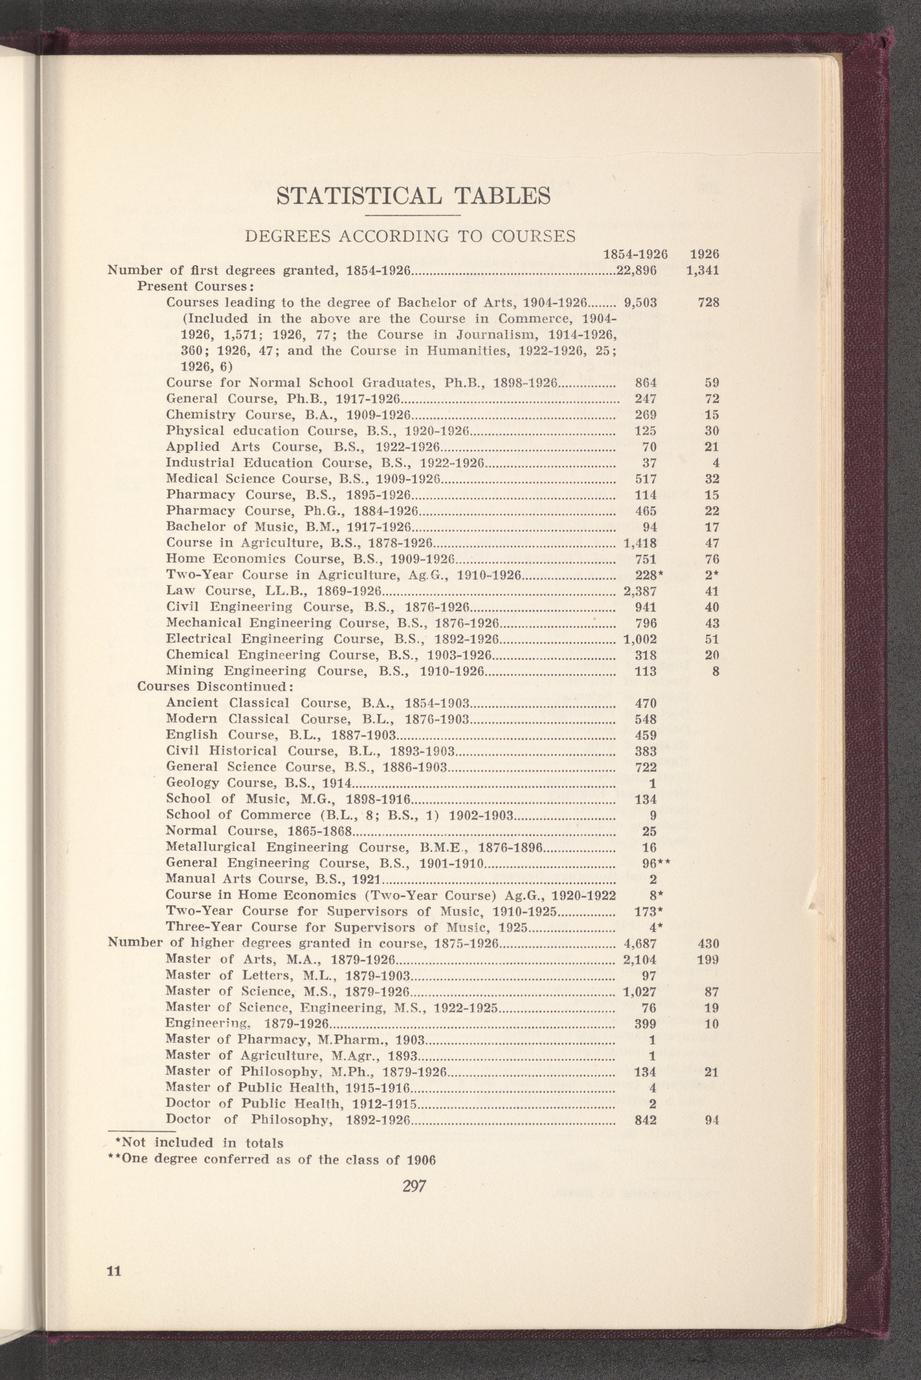 STATISTICAL TABLES
DEGREES ACCORDING TO COURSES
1854-1926 1926
Number of first degrees granted, 1854-1926........22,896 1,341
Present Courses:
Courses leading to the degree of Bachelor of Arts, 1904-1926........ 9,503 728
(Included in the above are the Course in Commerce, 1904-
1926, 1,571; 1926, 77; the Course in Journalism, 1914-1926,
360; 1926, 47; and the Course in Humanities, 1922-1926, 25;
1926, 6)
Course for Normal School Graduates, Ph.B., 1898-1926........ 864 59
General Course, Ph.B., 1917-1926........ 247 72
Chemistry Course, B.A., 1909-1926........ 269 15
Physical education Course, B.S., 1920-1926........ 125 30
Applied Arts Course, B.S., 1922-1926........ 70 21
Industrial Education Course, B.S., 1922-1926........ 37 4
Medical Science Course, B.S., 1909-1926........ 517 32
Pharmacy Course, B.S., 1895-1926........ 114 15
Pharmacy Course, Ph.G., 1884-1926........ 465 22
Bachelor of Music, B.M., 1917-1926........ 94 17
Course in Agriculture, B.S., 1878-1926........ 1,418 47
Home Economics Course, B.S., 1909-1926........ 751 76
Two-Year Course in Agriculture, Ag.G., 1910-1926........ 228* 2*
Law Course, LL.B., 1869-1926........ 2,387 41
Civil Engineering Course, B.S., 1876-1926........ 941 40
Mechanical Engineering Course, B.S., 1876-1926........ 796 43
Electrical Engineering Course, B.S., 1892-1926........ 1,002 51
Chemical Engineering Course, B.S., 1903-1926........ 318 20
Mining Engineering Course, B.S., 1910-1926........ 113 8
Courses Discontinued:
Ancient Classical Course, B.A., 1854-1903........ 470
Modern Classical Course, B.L., 1876-1903........ 548
English Course, B.L., 1887-1903........ 459
Civil Historical Course, B.L., 1893-1903........ 383
General Science Course, B.S., 1886-1903........ 722
Geology Course, B.S., 1914........ 1
School of Music, M.G., 1898-1916........ 134
School of Commerce (B.L., 8; B.S., 1) 1902-1903........ 9
Normal Course, 1865-1868........ 25
Metallurgical Engineering Course, B.M.E., 1876-1896........ 16
General Engineering Course, B.S., 1901-1910........ 96**
Manual Arts Course, B.S., 1921........ 2
Course in Home Economics (Two-Year Course) Ag.G., 1920-1922 8*
Two-Year Course for Supervisors of Music, 1910-1925........ 173*
Three-Year Course for Supervisors of Music, 1925........ 4*
Number of higher degrees granted in course, 1875-1926........ 4,687 430
Master of Arts, M.A., 1879-1926........ 2,104 199
Master of Letters, M.L., 1879-1903........ 97
Master of Science, M.S., 1879-1926........ 1,027 87
Master of Science, Engineering, M.S., 1922-1925........ 76 19
Engineering, 1879-1926........ 399 10
Master of Pharmacy, M.Pharm., 1903........ 1
Master of Agriculture, M.Agr., 1893........ 1
Master of Philosophy, M.Ph., 1879-1926........ 134 21
Master of Public Health, 1915-1916........ 4
Doctor of Public Health, 1912-1915........ 2
Doctor of Philosophy, 1892-1926........ 842 94
*Not included in totals
**One degree conferred as of the class of 1906
297
11